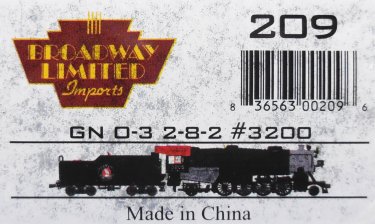 BROADWAY
LIMITED
Imports
209
8 36563 00209 6
GN O-3 2-8-2 #3200
Made in China